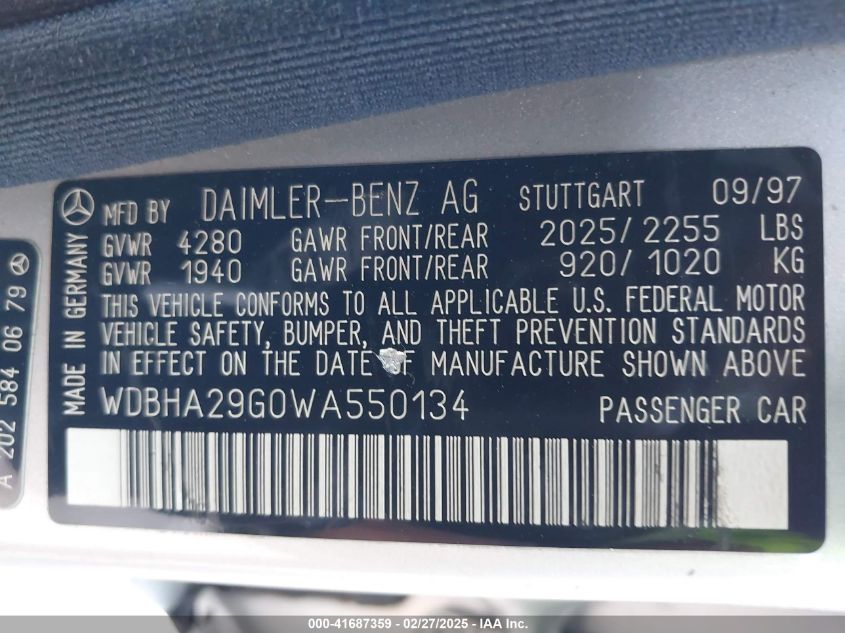 MFD BY DAIMLER-BENZ AG STUTTGART 09/97
GVWR 4280 GAWR FRONT/REAR 2025/2255 LBS
GVWR 1940 GAWR FRONT/REAR 920/1020 KG
THIS VEHICLE CONFORMS TO ALL APPLICABLE U.S. FEDERAL MOTOR
VEHICLE SAFETY, BUMPER, AND THEFT PREVENTION STANDARDS
IN EFFECT ON THE DATE F MANUFACTURE SHOWN ABOVE
WDBHA29G0WA550134 PASSENGER CAR
MADE IN GERMANY
A 202 584 06 79
000-41687359 - 02/27/2025 - IAA Inc.